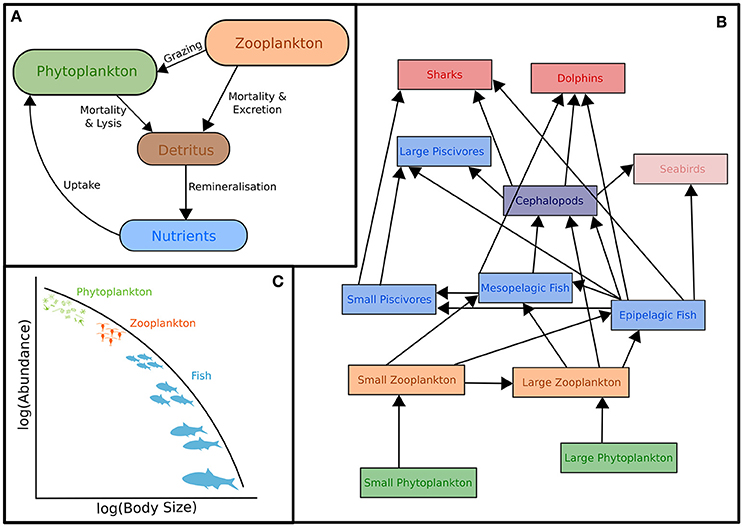 A
Zooplankton
Grazing
Phytoplankton
Mortality
& Lysis
Mortality &
Excretion
Detritus
Uptake
Remineralisation
Nutrients
B
Sharks
Dolphins
Large Piscivores
Seabirds
Cephalopods
Small Piscivores
Mesopelagic Fish
Epipelagic Fish
Small Zooplankton
Large Zooplankton
Large Phytoplankton
Small Phytoplankton
C
Phytoplankton
Zooplankton
Fish
log(Abundance)
log(Body Size)